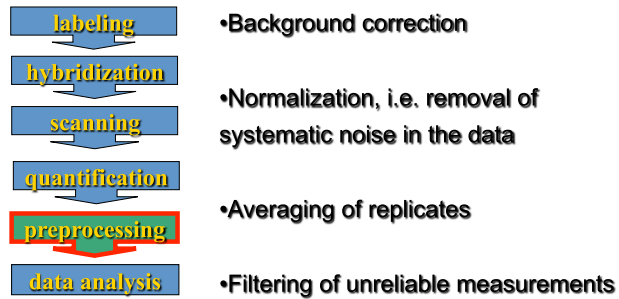 labeling
hybridization
scanning
quantification
preprocessing
data analysis
•Background correction
•Normalization, i.e. removal of
systematic noise in the data
•Averaging of replicates
•Filtering of unreliable measurements